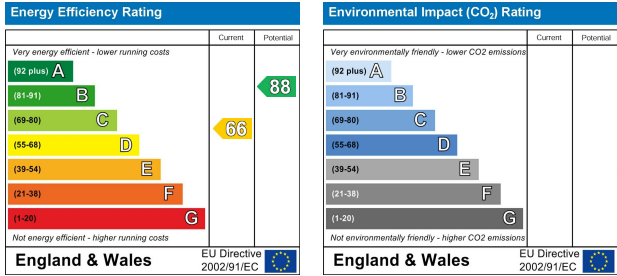 Energy Efficiency Rating
Current Potential
Very energy efficient - lower running costs
(92 plus) A
(81-91) B
88
(69-80) C
66
(55-68) D
(39-54) E
(21-38) F
(1-20) G
Not energy efficient - higher running costs
England & Wales
EU Directive
2002/91/EC
Environmental Impact (CO2) Rating
Current Potential
Very environmentally friendly - lower CO2 emissions
(92 plus) A
(81-91) B
(69-80) C
(55-68) D
(39-54) E
(21-38) F
(1-20) G
Not environmentally friendly - higher CO2 emissions
England & Wales
EU Directive
2002/91/EC